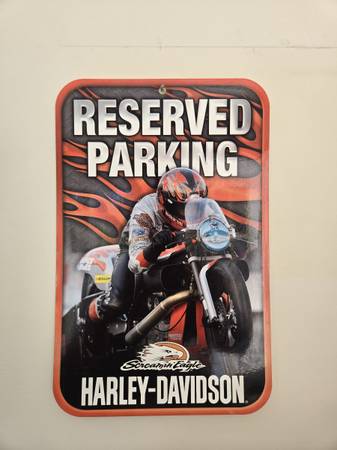 RESERVED
PARKING
Screamin Eagle
HARLEY-DAVIDSON